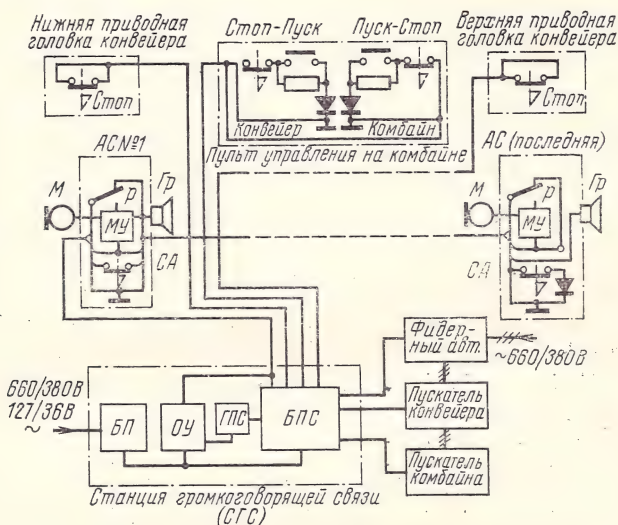 Нижняя приводная
головка конвейера
Стоп
Стоп-Пуск
Пуск-Стоп
Конвейер
Комбайн
Пульт управления на комбайне
Верхняя приводная
головка конвейера
Стоп
АС №1
М
р
Гр
МУ
СА
АС (последняя)
М
р
Гр
МУ
СА
660/380В
127/36В
~
БП
ОУ
ГПС
БПС
Фидер-
ный авт.
~660/380В
Пускатель
конвейера
Пускатель
комбайна
Станция громкоговорящей связи
(СГС)